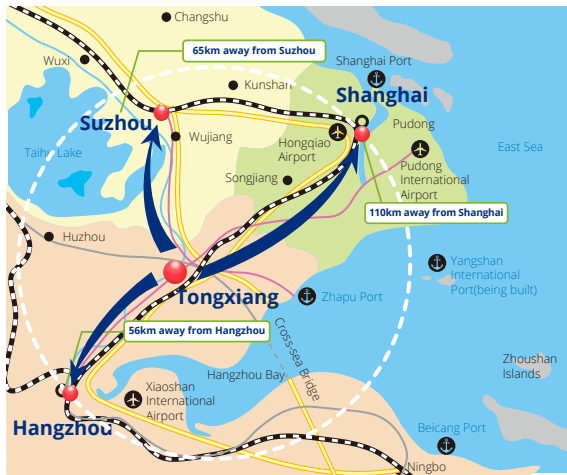 Changshu
65km away from Suzhou
Wuxi
Shanghai Port
Kunshan
Shanghai
Suzhou
Pudong
Wujiang
Hongqiao
Airport
East Sea
Taihu Lake
Pudong
International
Airport
Songjiang
110km away from Shanghai
Huzhou
Yangshan
International
Port(being built)
Tongxiang
Zhapu Port
56km away from Hangzhou
Cross-sea Bridge
Zhoushan
Islands
Hangzhou Bay
Xiaoshan
International
Airport
Hangzhou
Beicang Port
Ningbo